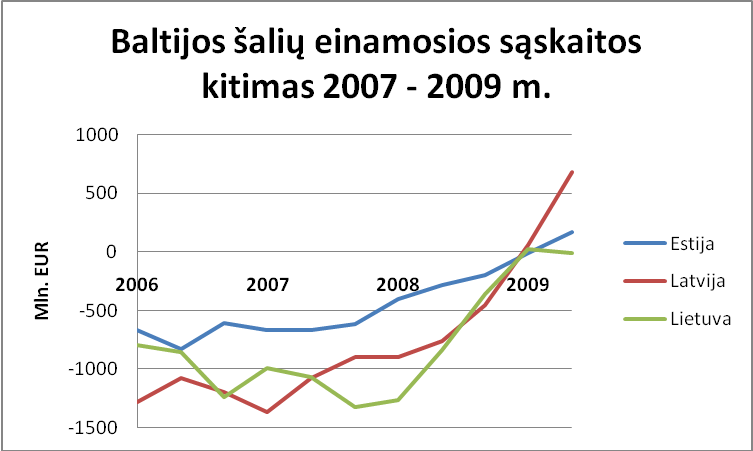 Baltijos šalių einamosios sąskaitos
kitimas 2007 - 2009 m.
1000
500
0
-500
-1000
-1500
Mln. EUR
2006 2007 2008 2009
Estija
Latvija
Lietuva